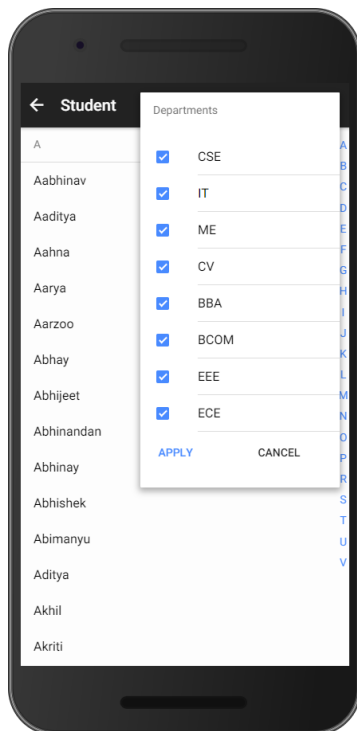 Student
Departments
CSE
IT
ME
CV
BBA
BCOM
EEE
ECE
APPLY CANCEL
A
Aabhinav
Aaditya
Aahna
Aarya
Aarzoo
Abhay
Abhijeet
Abhinandan
Abhinay
Abhishek
Abimanyu
Aditya
Akhil
Akriti
A
B
C
D
E
F
G
H
I
J
K
L
M
N
O
P
R
S
T
U
V